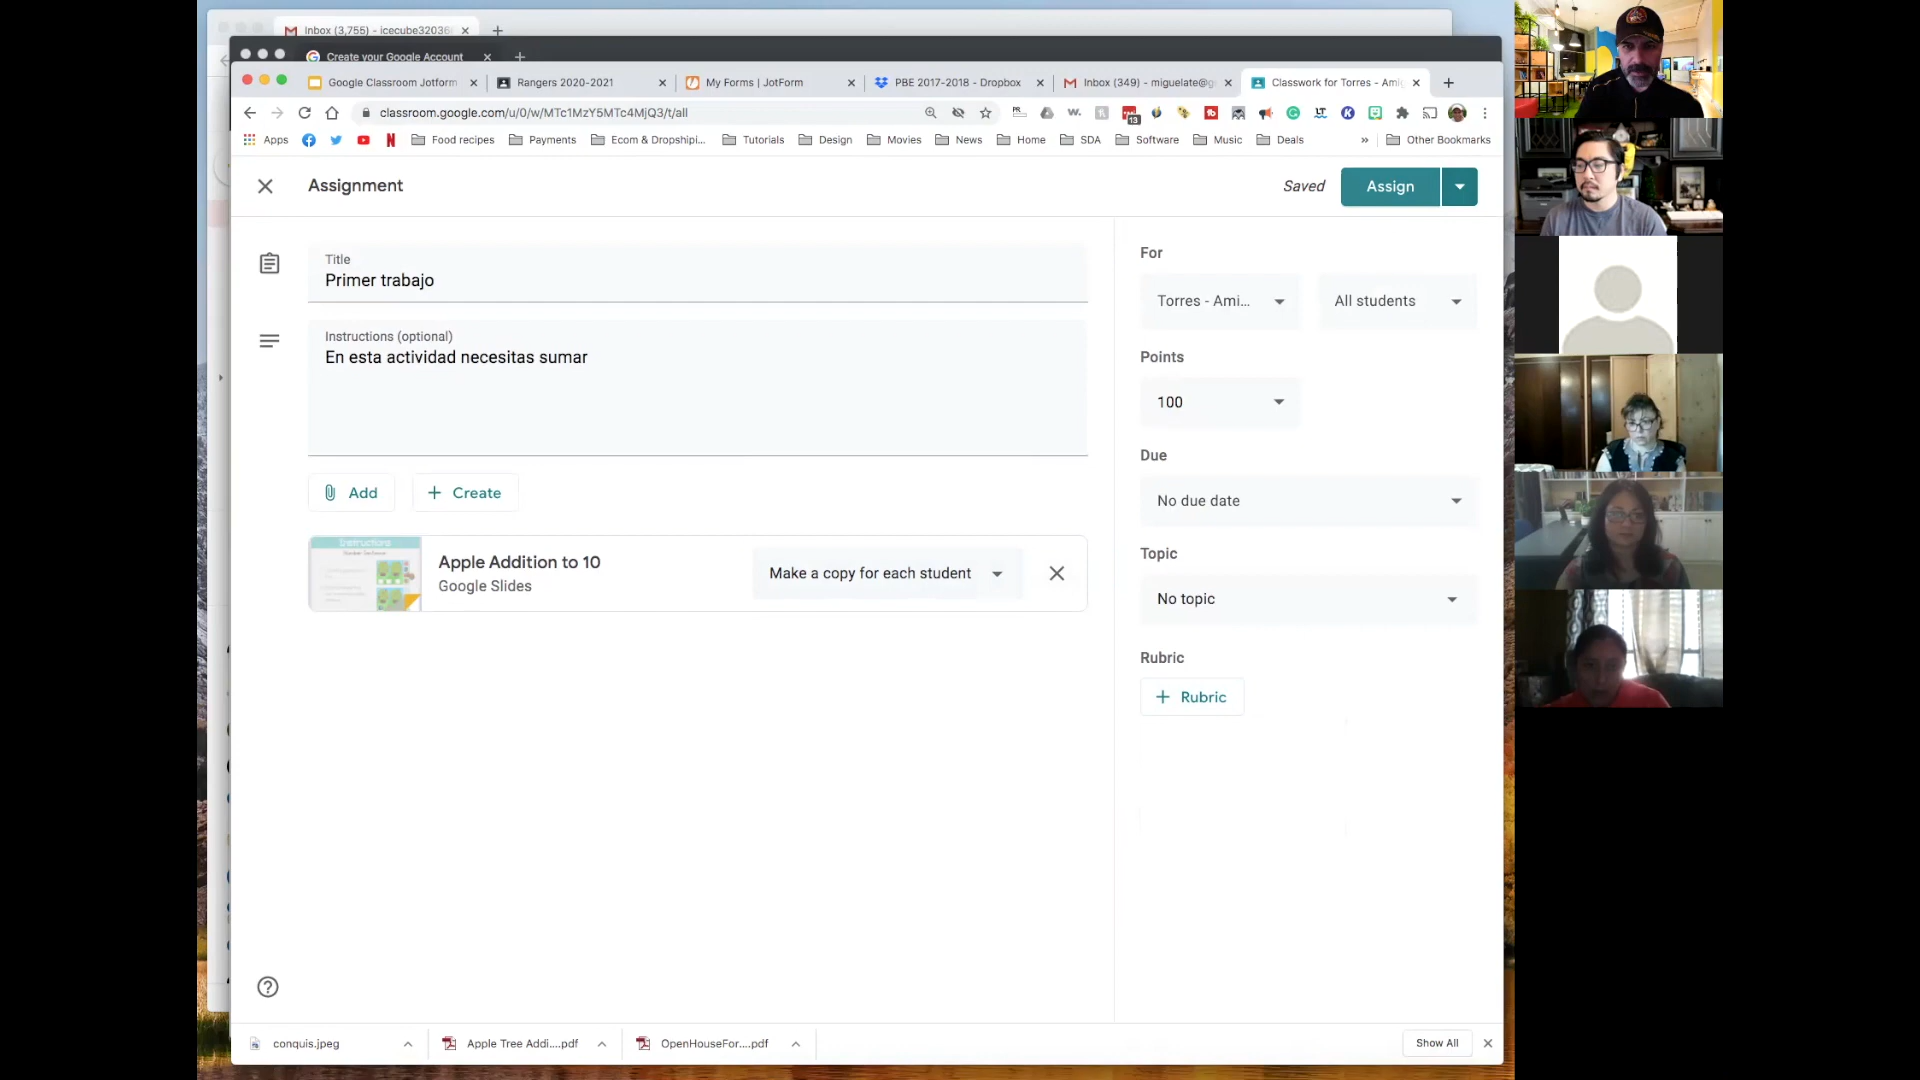 Inbox (3,755) - icecube32036
Create your Google Account
Google Classroom Jotform
Rangers 2020-2021
My Forms | JotForm
PBE 2017-2018 - Dropbox
Inbox (349) - miguelate@g
Classwork for Torres - Ami
classroom.google.com/u/0/w/MTc1MzY5MTc4MjQ3/t/all
Apps
Food recipes
Payments
Ecom & Dropshipi...
Tutorials
Design
Movies
News
Home
SDA
Software
Music
Deals
»
Other Bookmarks
Assignment
Saved
Assign
Title
Primer trabajo
Instructions (optional)
En esta actividad necesitas sumar
Add
Create
Instructions
Apple Addition to 10
Google Slides
Make a copy for each student
For
Torres - Ami...
All students
Points
100
Due
No due date
Topic
No topic
Rubric
Rubric
conquis.jpeg
Apple Tree Addi....pdf
OpenHouseFor....pdf
Show All